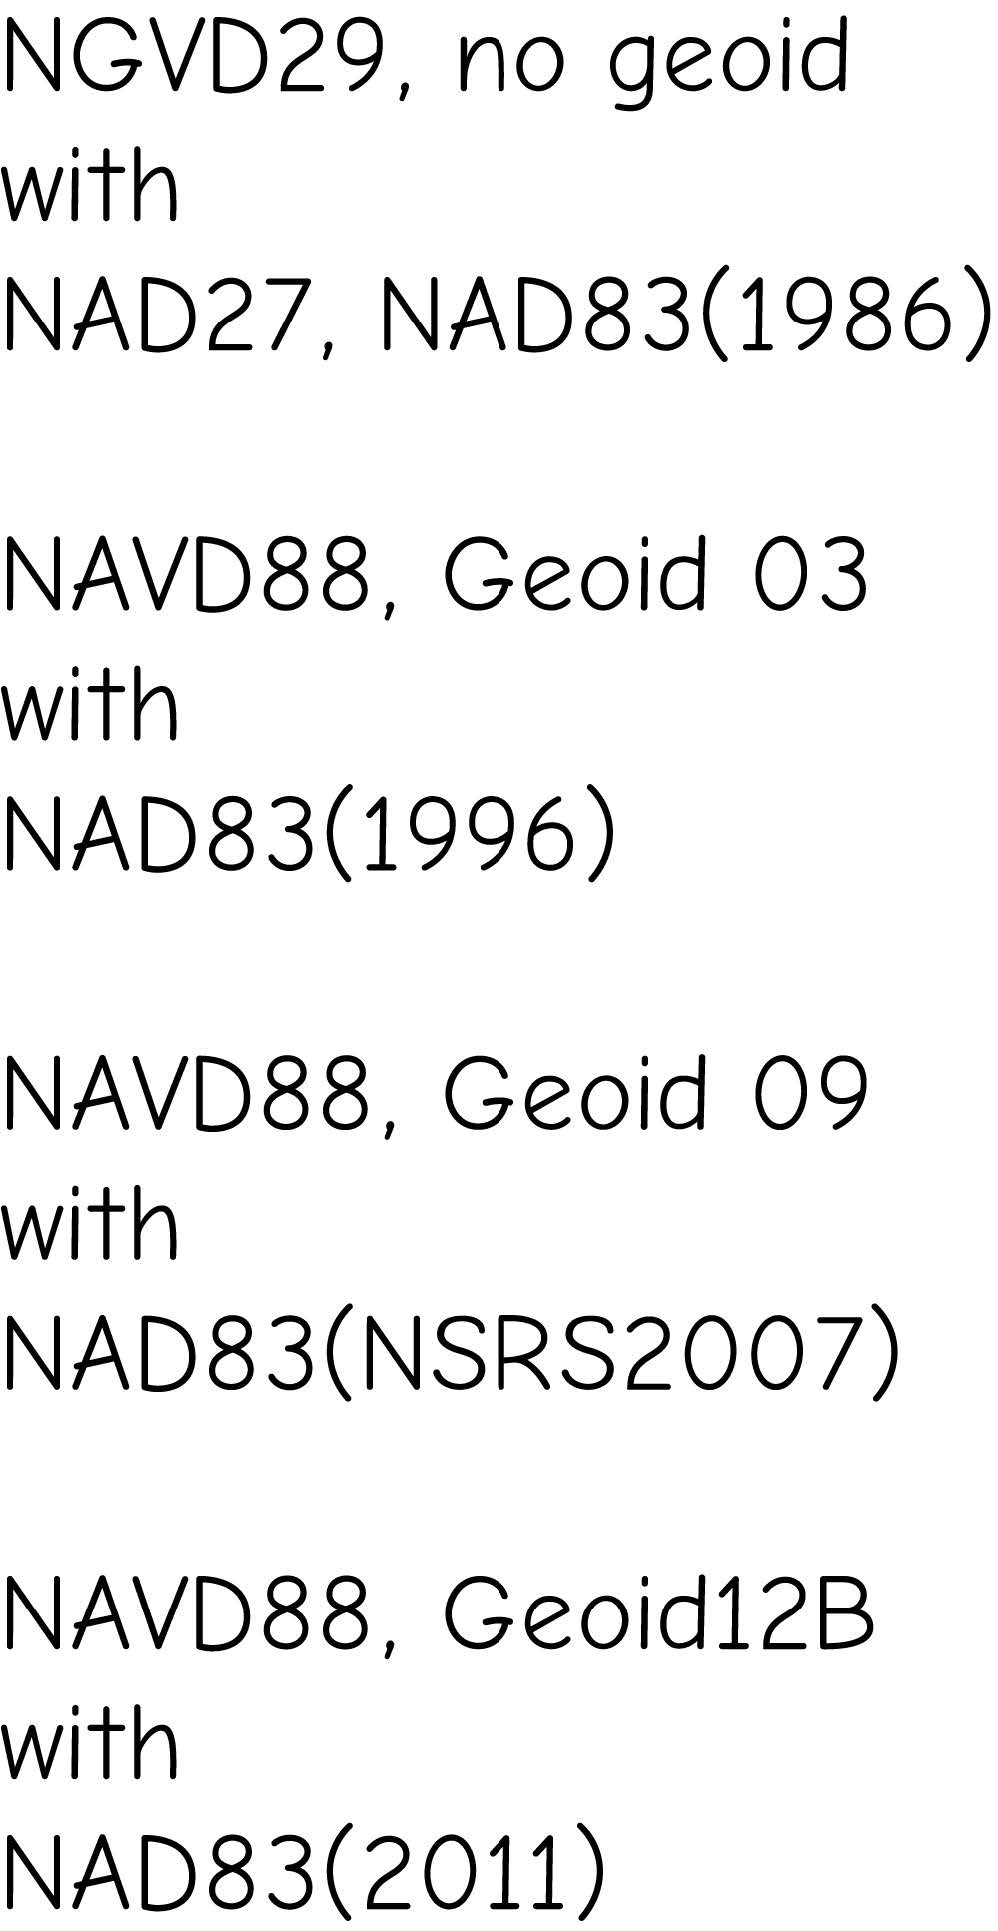 NGVD29, no geoid
with
NAD27, NAD83(1986)
NAVD88, Geoid 03
with
NAD83(1996)
NAVD88, Geoid 09
with
NAD83(NSRS2007)
NAVD88, Geoid12B
with
NAD83(2011)